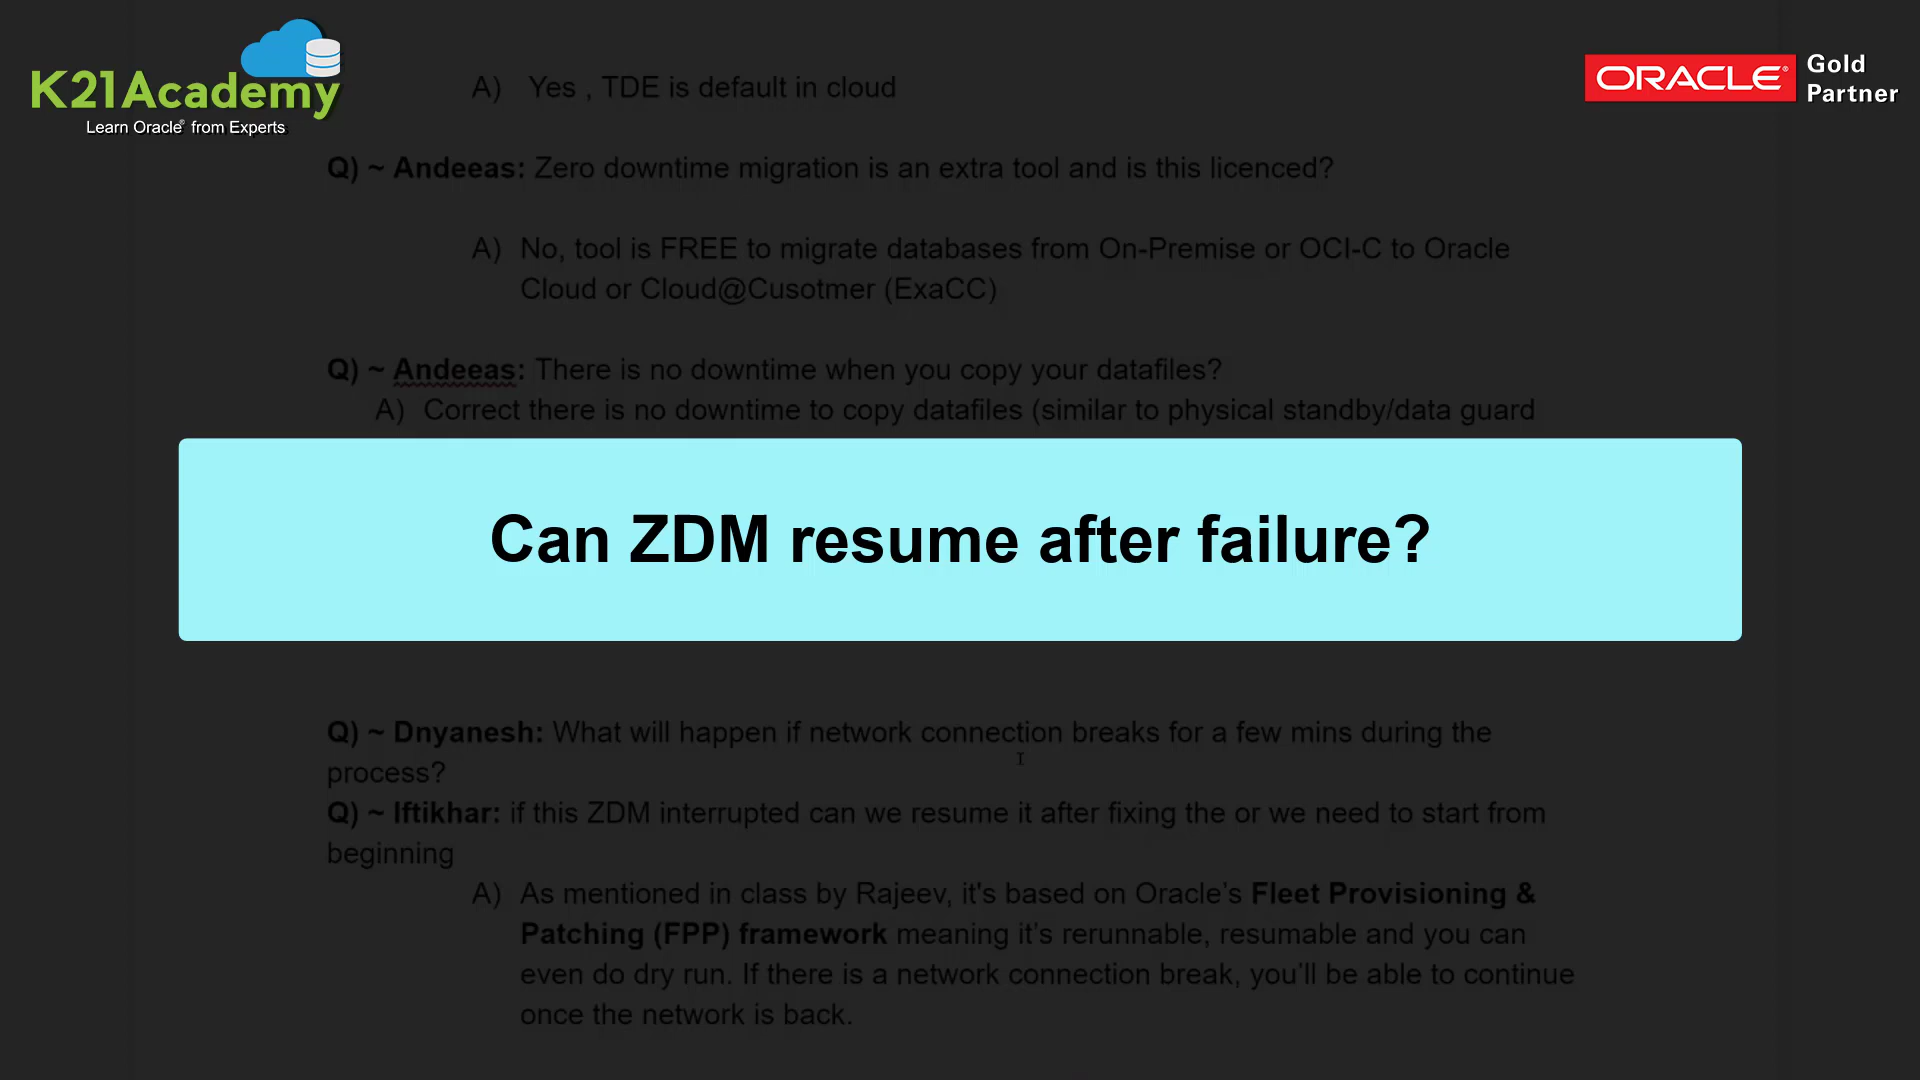 K21Academy
Learn Oracle® from Experts
ORACLE®
Gold
Partner
A) Yes , TDE is default in cloud
Q) ~ Andeeas: Zero downtime migration is an extra tool and is this licenced?
A) No, tool is FREE to migrate databases from On-Premise or OCI-C to Oracle
Cloud or Cloud@Cusotmer (ExaCC)
Q) ~ Andeeas: There is no downtime when you copy your datafiles?
A) Correct there is no downtime to copy datafiles (similar to physical standby/data guard
Can ZDM resume after failure?
Q) ~ Dnyanesh: What will happen if network connection breaks for a few mins during the
process?
Q) ~ Iftikhar: if this ZDM interrupted can we resume it after fixing the or we need to start from
beginning
A) As mentioned in class by Rajeev, it's based on Oracle's Fleet Provisioning &
Patching (FPP) framework meaning it's rerunnable, resumable and you can
even do dry run. If there is a network connection break, you'll be able to continue
once the network is back.